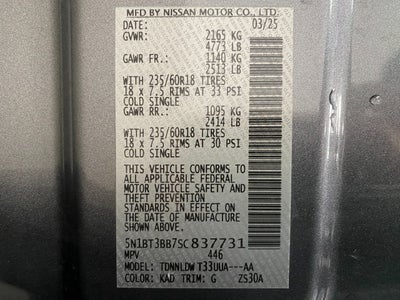 MFD BY NISSAN MOTOR CO., LTD.
DATE: 03/25
GVWR: 2165 KG
4773 LB
GAWR FR.: 1140 KG
2513 LB
WITH 235/60R18 TIRES
18 x 7.5 RIMS AT 33 PSI
COLD SINGLE
GAWR RR.: 1095 KG
2414 LB
WITH 235/60R18 TIRES
18 x 7.5 RIMS AT 30 PSI
COLD SINGLE
THIS VEHICLE CONFORMS TO
ALL APPLICABLE FEDERAL
MOTOR VEHICLE SAFETY, BUMPER
AND THEFT PREVENTION
STANDARDS IN EFFECT ON THE
DATE OF MFR SHOWN ABOVE.
5N1BT3BB7SC837731
MPV 446
MODEL: TDNNLDW T33UUA---AA
COLOR: KAD TRIM: G ZS30A